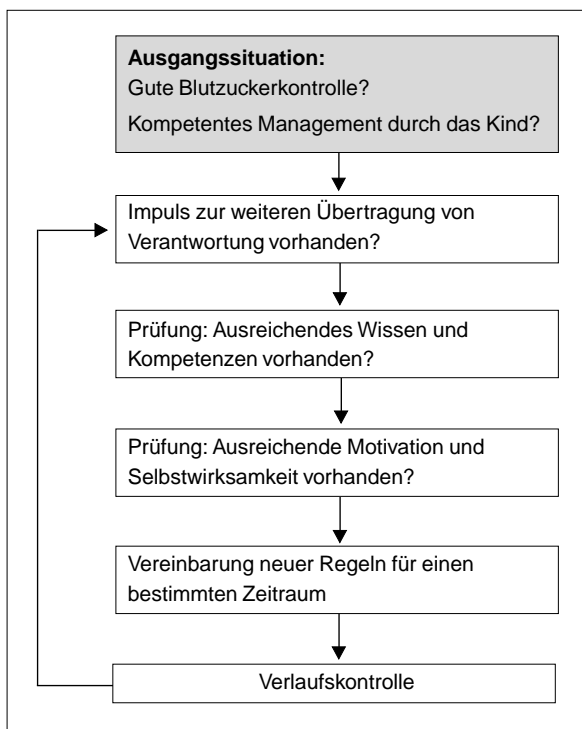 Ausgangssituation:
Gute Blutzuckerkontrolle?
Kompetentes Management durch das Kind?
Impuls zur weiteren Übertragung von
Verantwortung vorhanden?
Prüfung: Ausreichendes Wissen und
Kompetenzen vorhanden?
Prüfung: Ausreichende Motivation und
Selbstwirksamkeit vorhanden?
Vereinbarung neuer Regeln für einen
bestimmten Zeitraum
Verlaufskontrolle